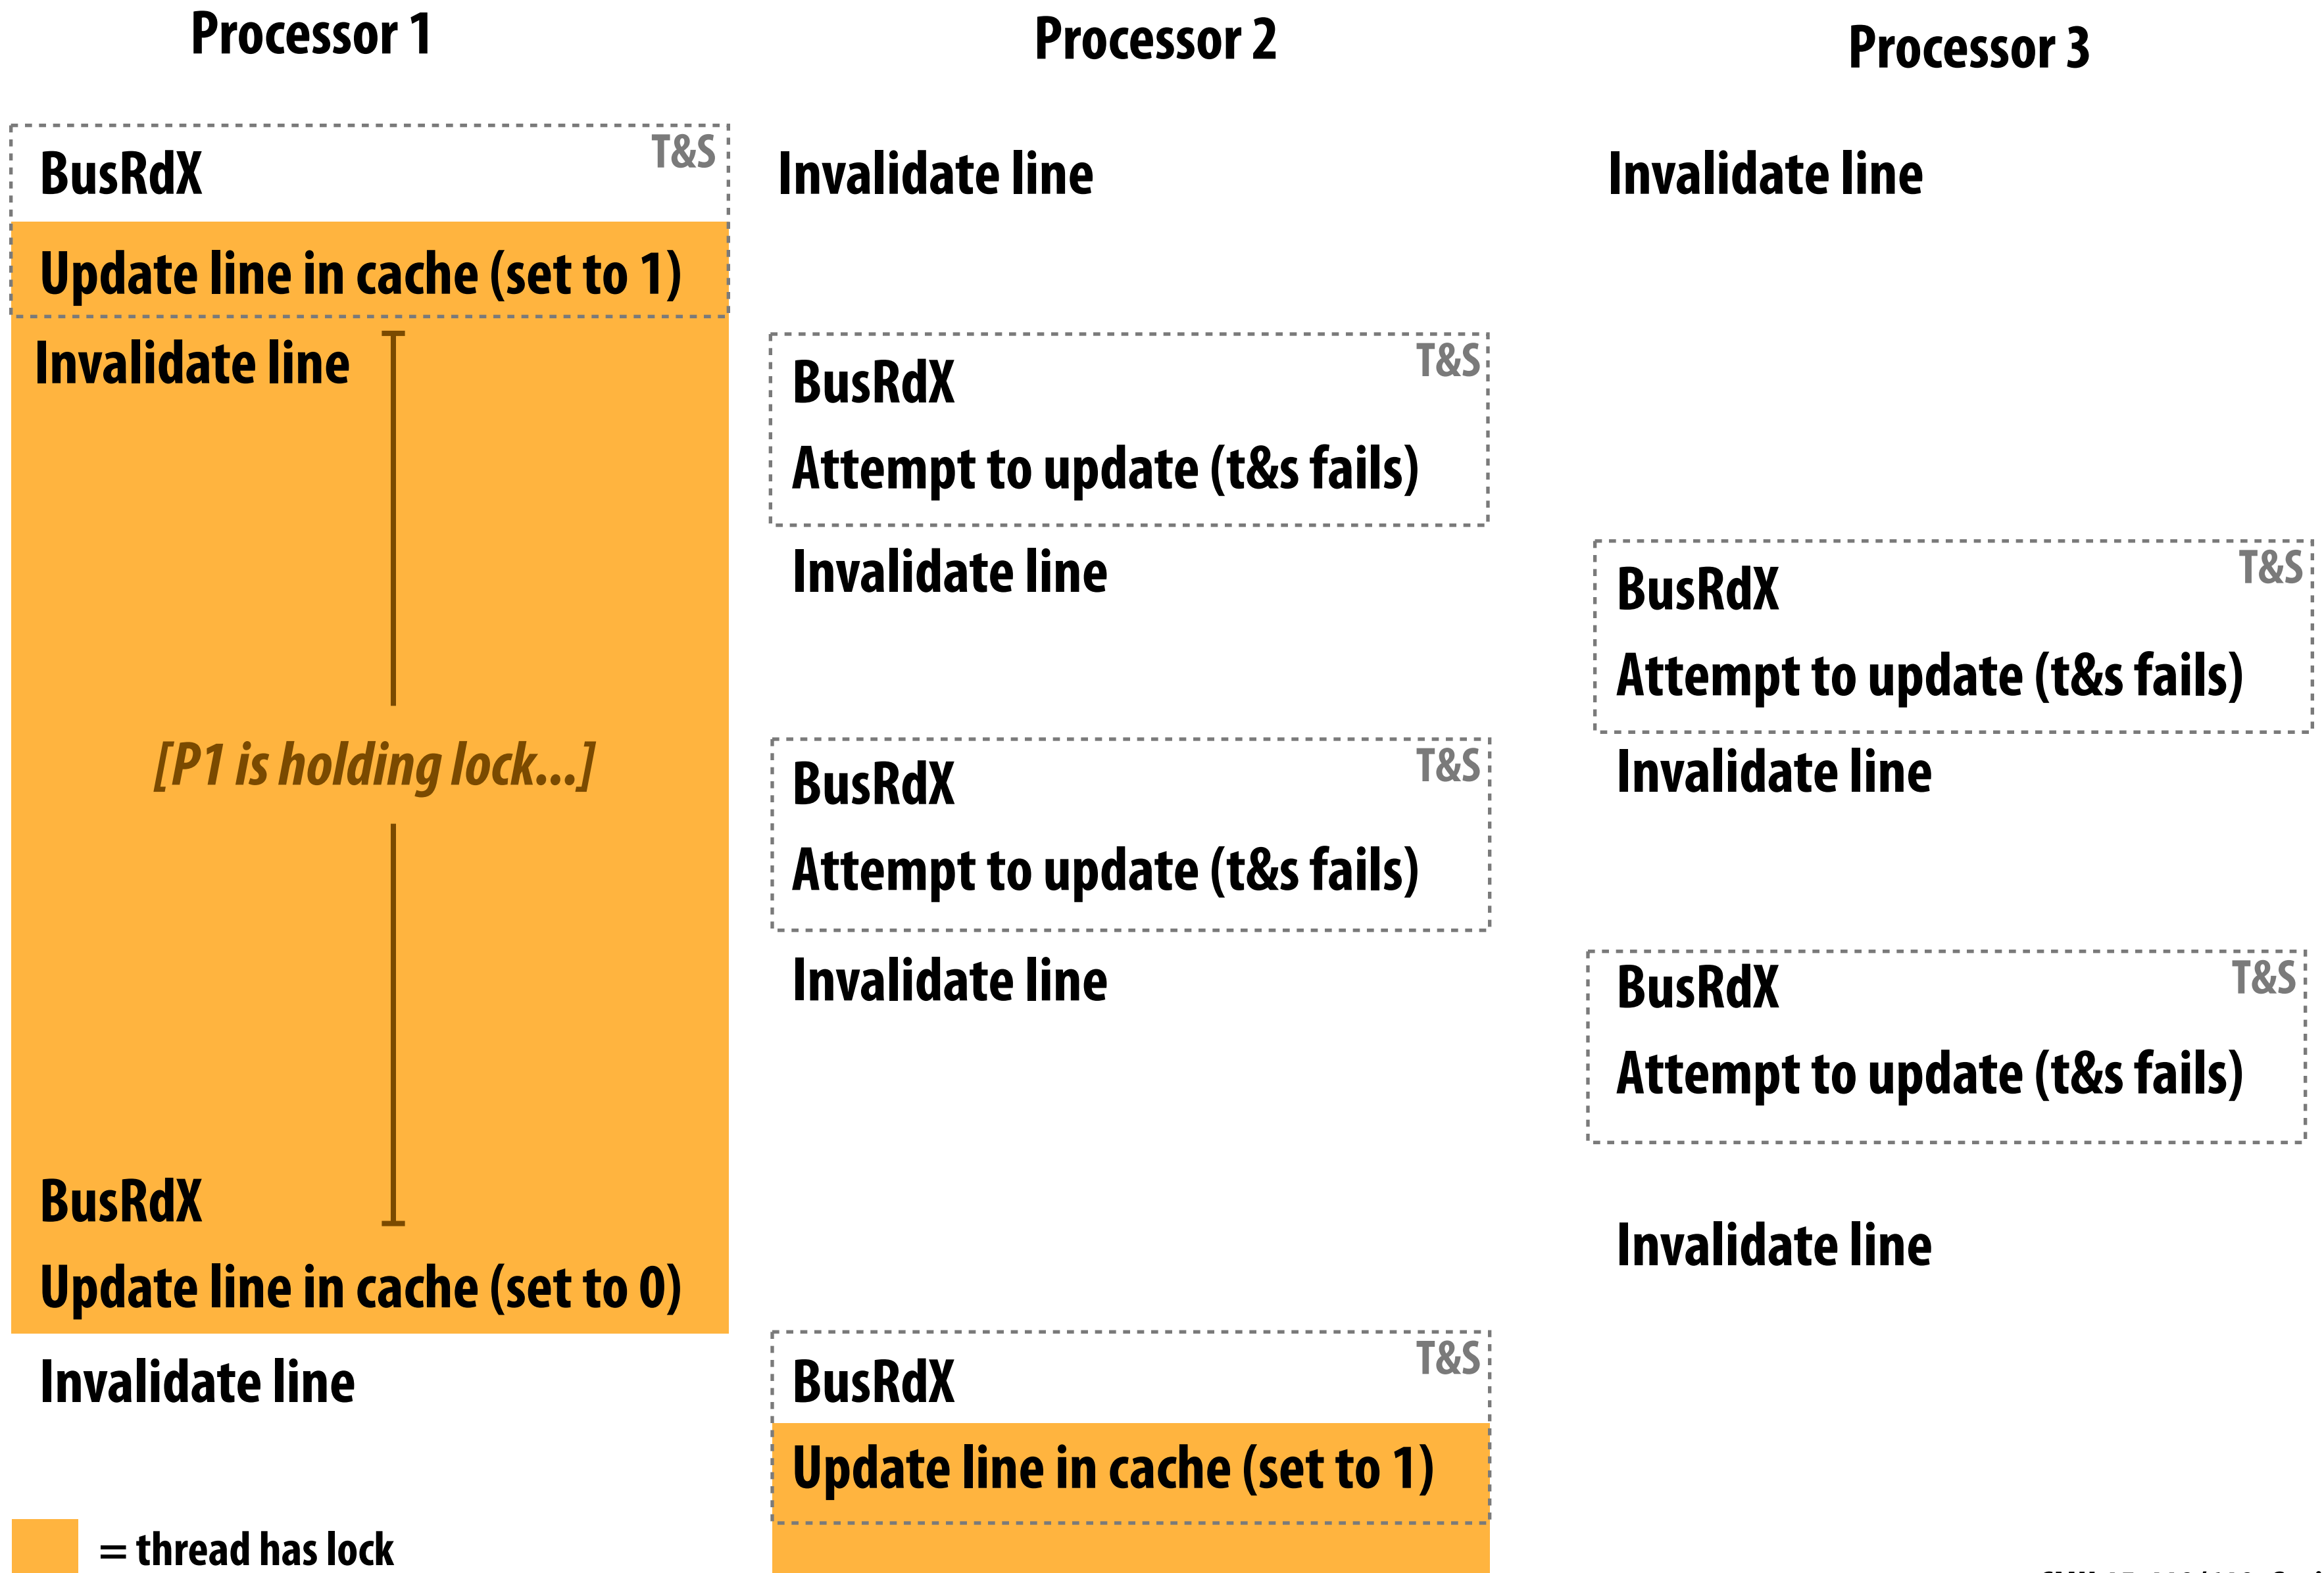 Processor 1
Processor 2
Processor 3
BusRdX
T&S
Invalidate line
Invalidate line
Update line in cache (set to 1)
Invalidate line
BusRdX
T&S
Attempt to update (t&s fails)
Invalidate line
BusRdX
T&S
Attempt to update (t&s fails)
[P1 is holding lock...]
BusRdX
T&S
Invalidate line
Attempt to update (t&s fails)
Invalidate line
BusRdX
T&S
Attempt to update (t&s fails)
BusRdX
Invalidate line
Update line in cache (set to 0)
Invalidate line
BusRdX
T&S
Update line in cache (set to 1)
= thread has lock